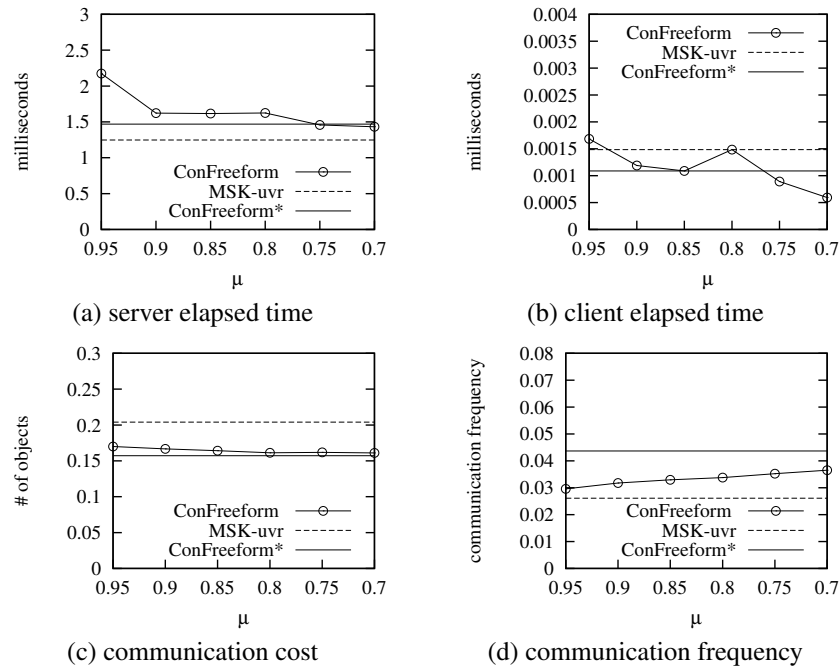 3
2.5
2
1.5
1
0.5
0
milliseconds
ConFreeform
MSK-uvr
ConFreeform*
0.95 0.9 0.85 0.8 0.75 0.7
μ
(a) server elapsed time
0.004
0.0035
0.003
0.0025
0.002
0.0015
0.001
0.0005
0
milliseconds
ConFreeform
MSK-uvr
ConFreeform*
0.95 0.9 0.85 0.8 0.75 0.7
μ
(b) client elapsed time
0.3
0.25
0.2
0.15
0.1
0.05
0
# of objects
ConFreeform
MSK-uvr
ConFreeform*
0.95 0.9 0.85 0.8 0.75 0.7
μ
(c) communication cost
0.08
0.07
0.06
0.05
0.04
0.03
0.02
0.01
0
communication frequency
ConFreeform
MSK-uvr
ConFreeform*
0.95 0.9 0.85 0.8 0.75 0.7
μ
(d) communication frequency